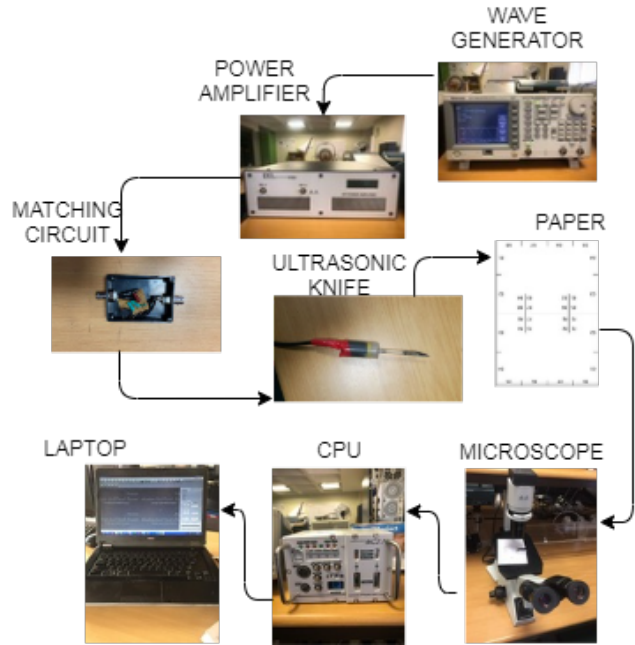 WAVE
GENERATOR
POWER
AMPLIFIER
MATCHING
CIRCUIT
ULTRASONIC
KNIFE
PAPER
LAPTOP
CPU
MICROSCOPE